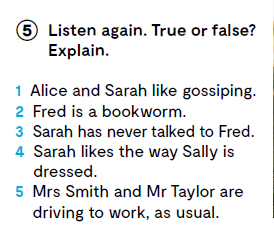 5 Listen again. True or false?
Explain.
1 Alice and Sarah like gossiping.
2 Fred is a bookworm.
3 Sarah has never talked to Fred.
4 Sarah likes the way Sally is
dressed.
5 Mrs Smith and Mr Taylor are
driving to work, as usual.